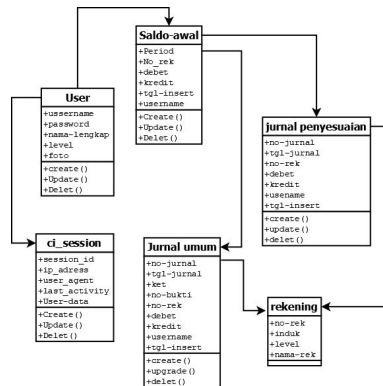 Saldo-awal
+Period
+No_rek
+debet
+kredit
+tgl-insert
+username
+Create()
+Update()
+Delet()
User
+ussername
+password
+nama-lengkap
+level
+foto
+create()
+Update()
+Delet()
jurnal penyesuaian
+no-jurnal
+tgl-jurnal
+no-rek
+debet
+kredit
+usename
+tgl-insert
+create()
+update()
+delet()
ci_session
+session_id
+ip_adress
+user_agent
+last_activity
+User-data
+Create()
+Update()
+Delet()
Jurnal umum
+no-jurnal
+tgl-jurnal
+ket
+no-bukti
+no-rek
+debet
+kredit
+username
+tgl-insert
+create()
+upgrade()
+delet()
rekening
+no-rek
+induk
+level
+nama-rek